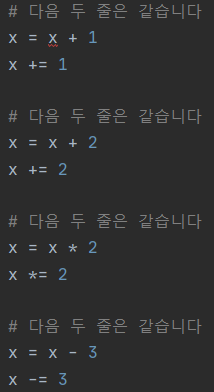 # 다음 두 줄은 같습니다
x = x + 1
x += 1

# 다음 두 줄은 같습니다
x = x + 2
x += 2

# 다음 두 줄은 같습니다
x = x * 2
x *= 2

# 다음 두 줄은 같습니다
x = x - 3
x -= 3